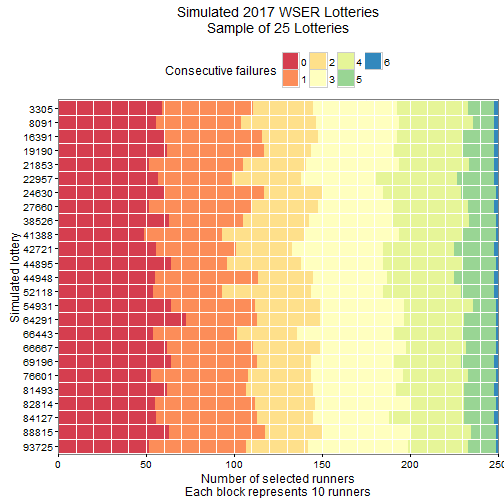 Simulated 2017 WSER Lotteries
Sample of 25 Lotteries
Consecutive failures
0 2 4 6
1 3 5
Simulated lottery
3305
8091
16391
19190
21853
22957
24630
27660
38526
41388
42721
44895
44948
52118
54931
64291
66443
66667
69196
76601
81493
82814
84127
88815
93725
0 50 100 150 200 250
Number of selected runners
Each block represents 10 runners